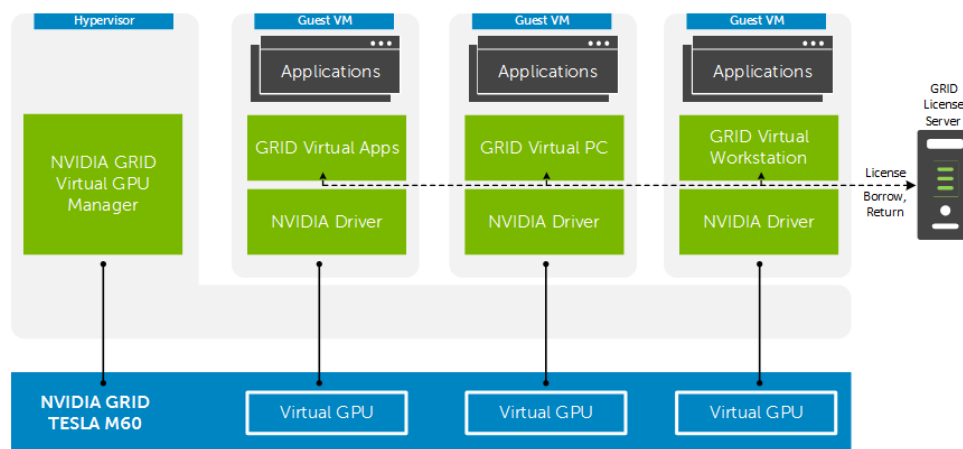 Hypervisor
Guest VM
Guest VM
Guest VM
Applications
Applications
Applications
GRID
License
Server
NVIDIA GRID
Virtual GPU
Manager
GRID Virtual Apps
GRID Virtual PC
GRID Virtual
Workstation
License
Borrow,
Return
NVIDIA Driver
NVIDIA Driver
NVIDIA Driver
NVIDIA GRID
TESLA M60
Virtual GPU
Virtual GPU
Virtual GPU